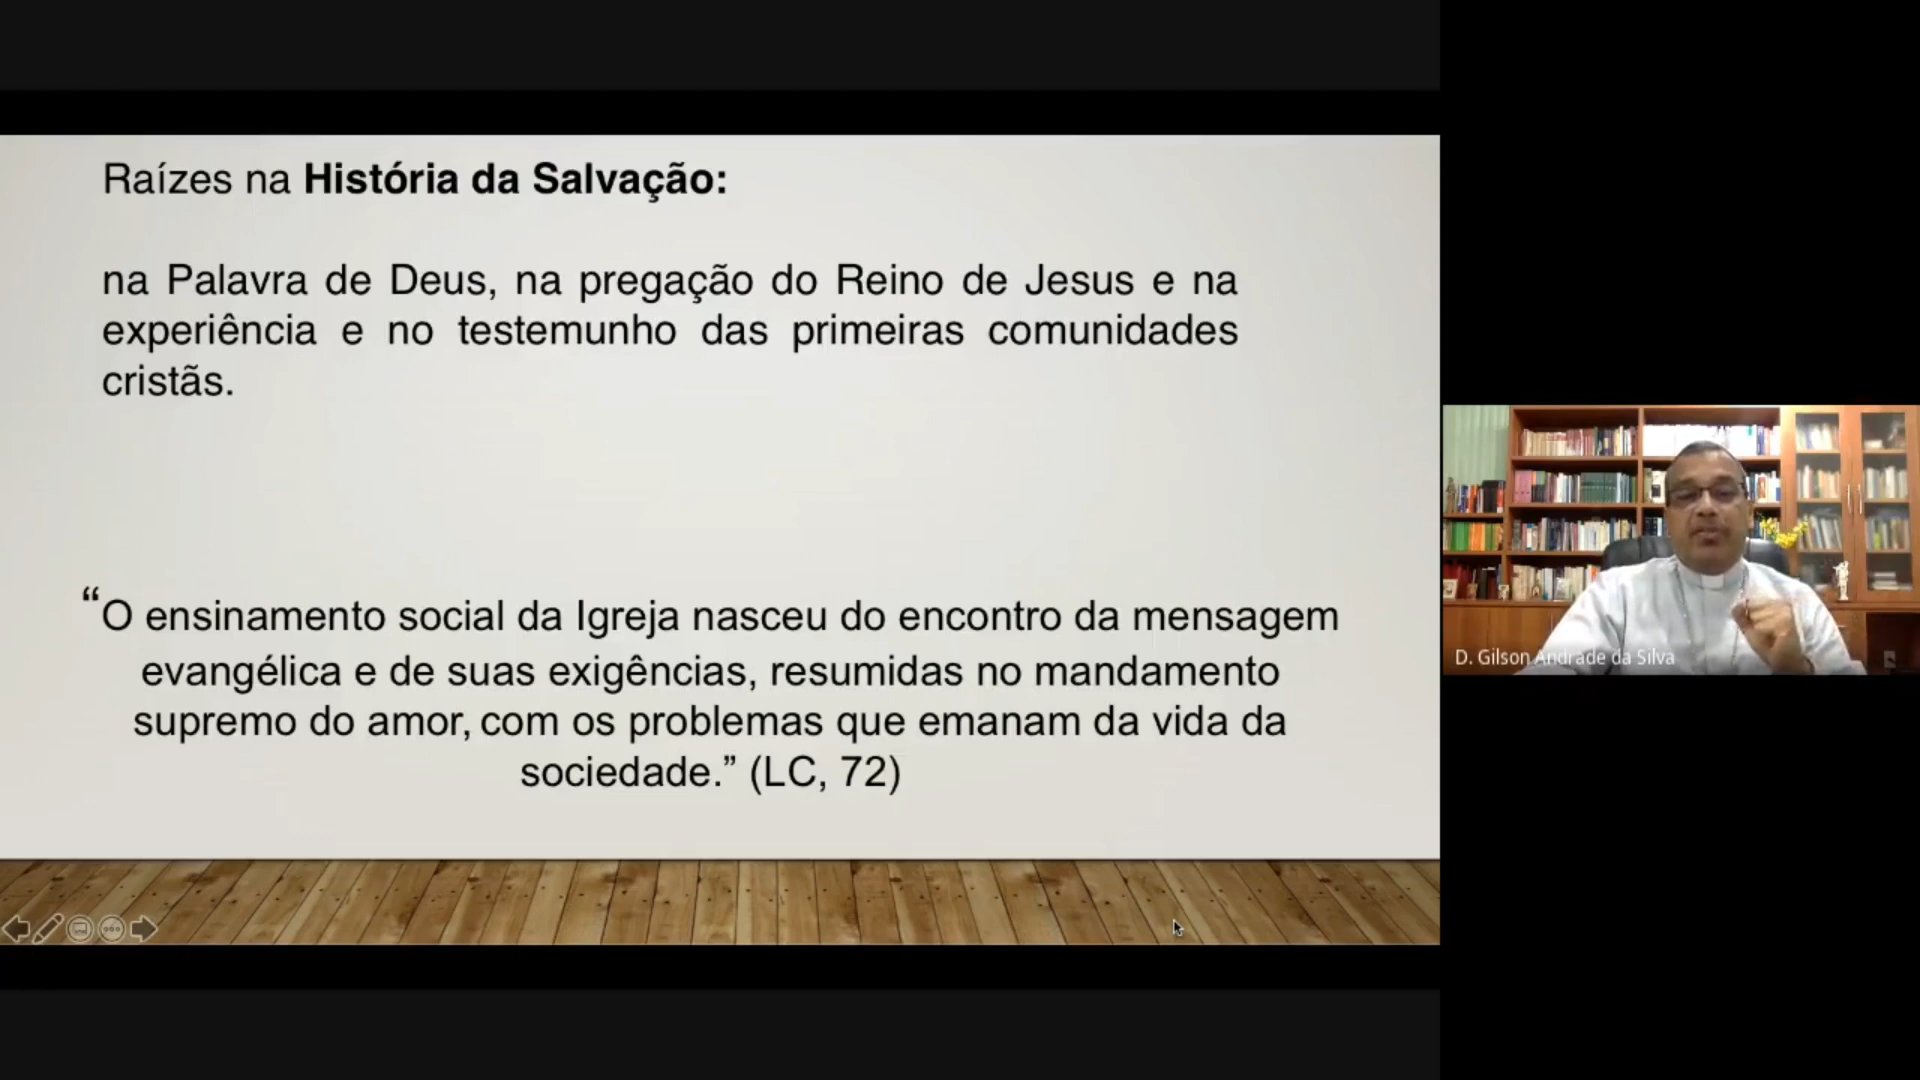 Raízes na História da Salvação:
na Palavra de Deus, na pregação do Reino de Jesus e na
experiência e no testemunho das primeiras comunidades
cristãs.
“O ensinamento social da Igreja nasceu do encontro da mensagem
evangélica e de suas exigências, resumidas no mandamento
supremo do amor, com os problemas que emanam da vida da
sociedade.” (LC, 72)
D. Gilson Andrade da Silva